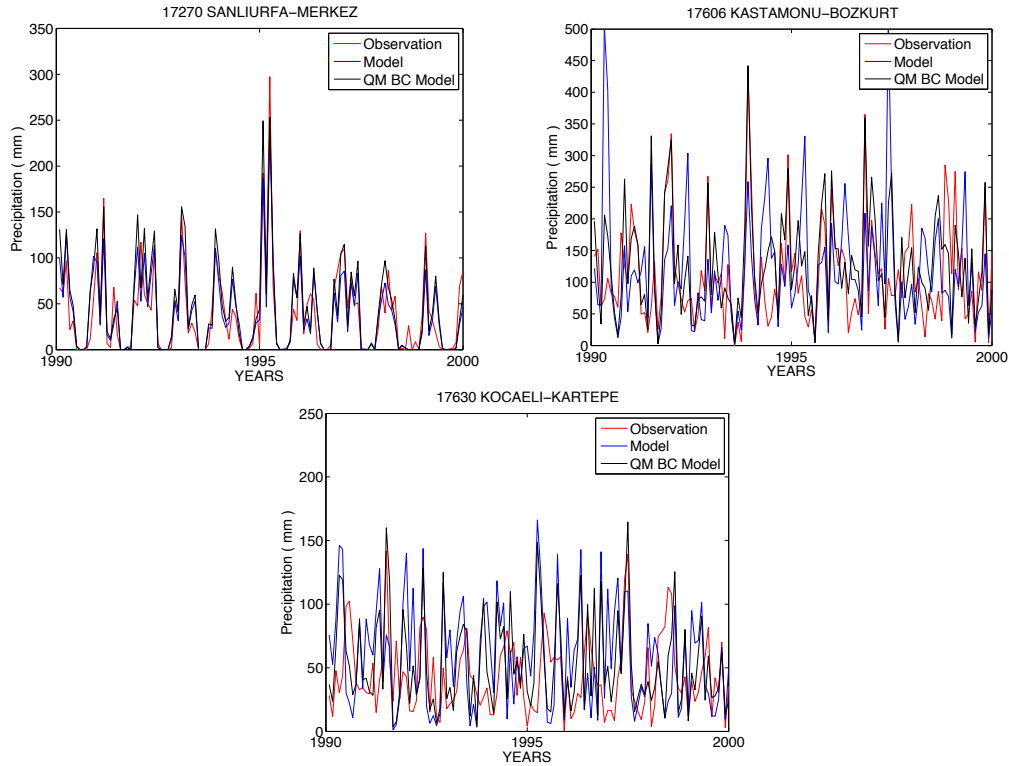 17270 SANLIURFA−MERKEZ
Precipitation ( mm )
350
300
250
200
150
100
50
0
Observation
Model
QM BC Model
1990
1995
2000
YEARS
17606 KASTAMONU−BOZKURT
Precipitation ( mm )
500
450
400
350
300
250
200
150
100
50
0
Observation
Model
QM BC Model
1990
1995
2000
YEARS
17630 KOCAELI−KARTEPE
Precipitation ( mm )
250
200
150
100
50
0
Observation
Model
QM BC Model
1990
1995
2000
YEARS